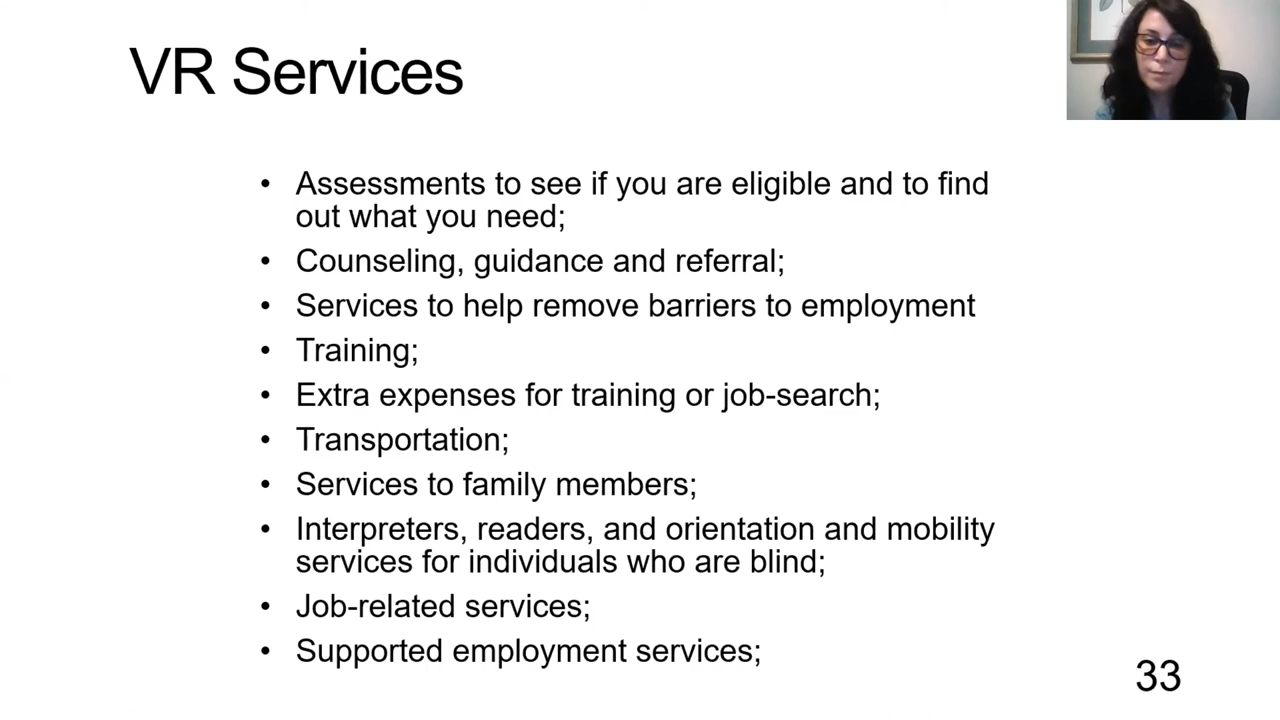 VR Services
• Assessments to see if you are eligible and to find
out what you need;
• Counseling, guidance and referral;
• Services to help remove barriers to employment
• Training;
• Extra expenses for training or job-search;
• Transportation;
• Services to family members;
• Interpreters, readers, and orientation and mobility
services for individuals who are blind;
• Job-related services;
• Supported employment services;
33